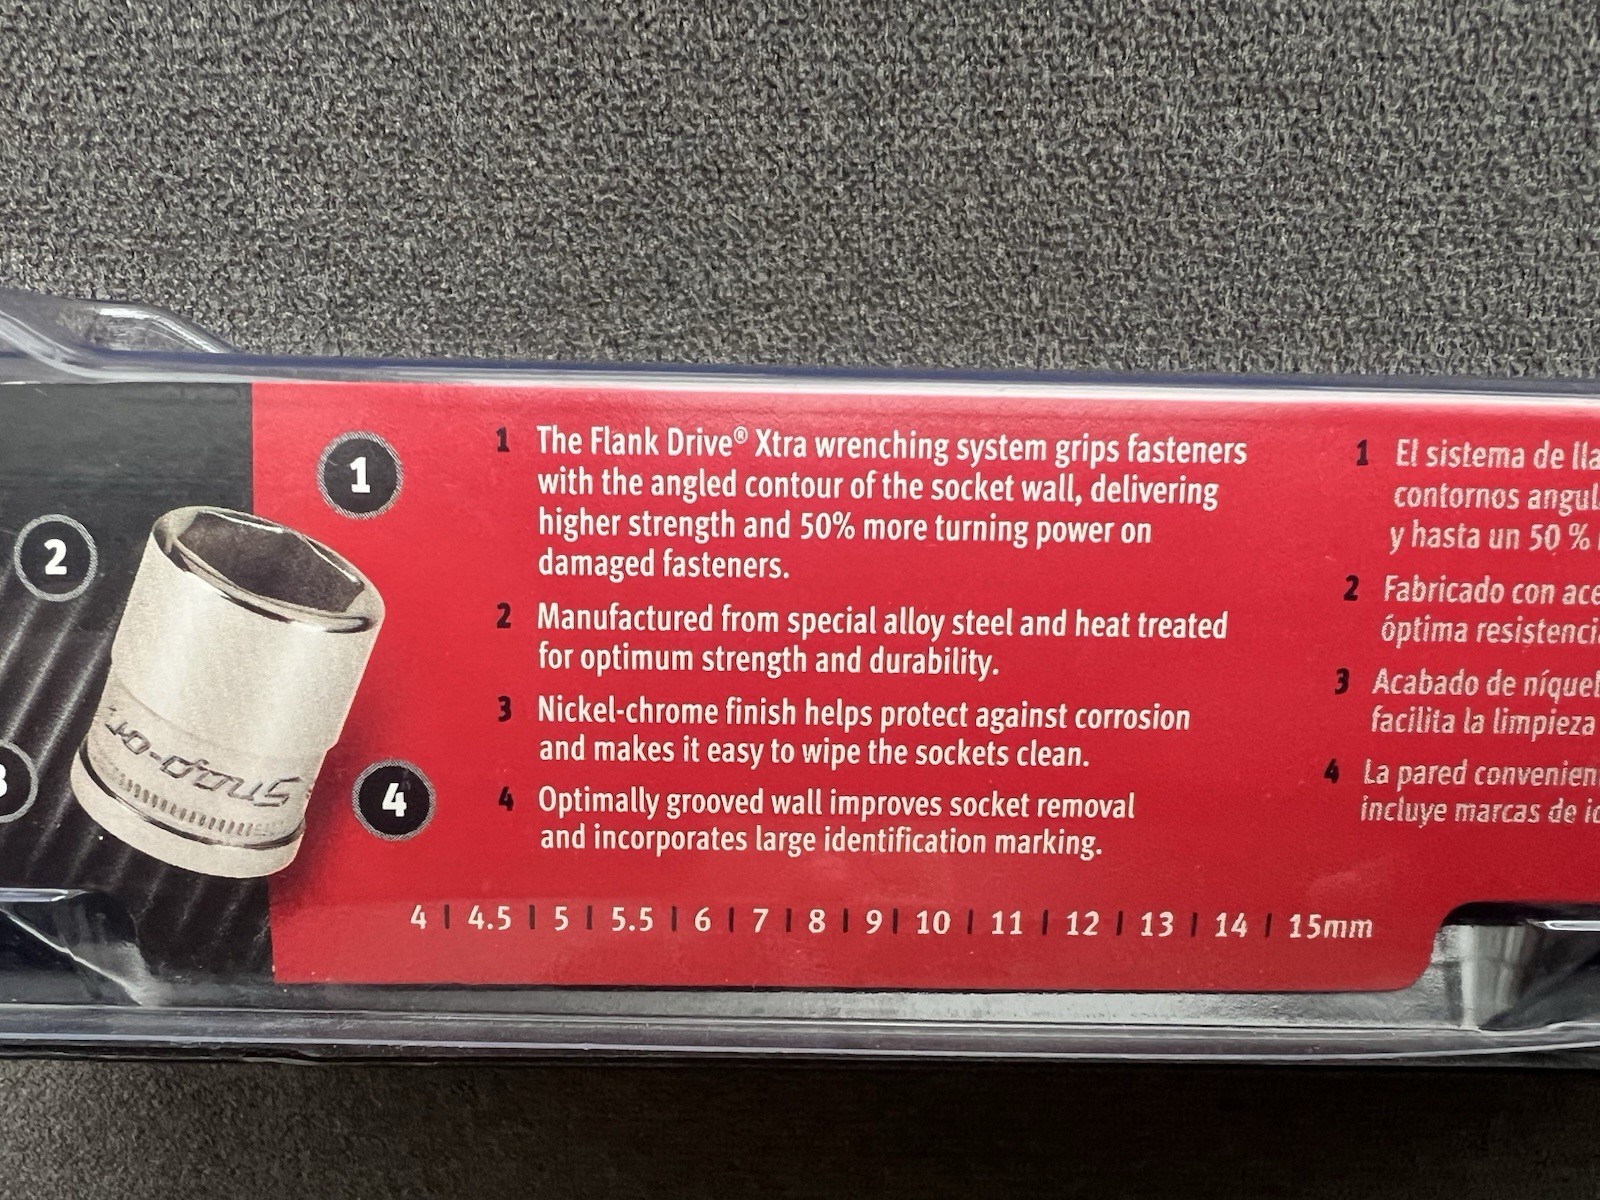 1
2
3
4
Snap-on
1 The Flank Drive® Xtra wrenching system grips fasteners
with the angled contour of the socket wall, delivering
higher strength and 50% more turning power on
damaged fasteners.
2 Manufactured from special alloy steel and heat treated
for optimum strength and durability.
3 Nickel-chrome finish helps protect against corrosion
and makes it easy to wipe the sockets clean.
4 Optimally grooved wall improves socket removal
and incorporates large identification marking.
4 | 4.5 | 5 | 5.5 | 6 | 7 | 8 | 9 | 10 | 11 | 12 | 13 | 14 | 15mm
1 El sistema de
contornos
y hasta un 50 %
2 Fabricado con
óptima
3 Acabado de níquel
facilita la limpieza
4 La pared
incluye marcas de